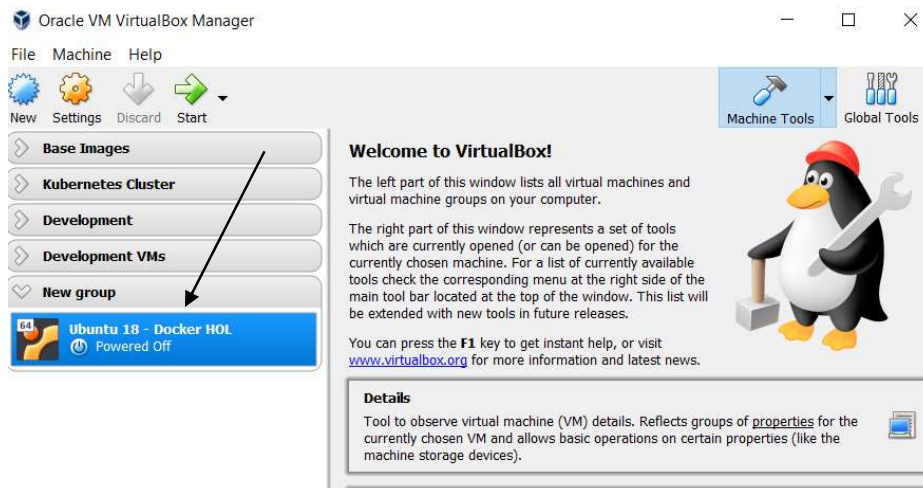 Oracle VM VirtualBox Manager
File Machine Help
New Settings Discard Start Machine Tools Global Tools
Base Images
Kubernetes Cluster
Development
Development VMs
New group
64
Ubuntu 18 - Docker HOL
Powered Off
Welcome to VirtualBox!
The left part of this window lists all virtual machines and
virtual machine groups on your computer.
The right part of this window represents a set of tools
which are currently opened (or can be opened) for the
currently chosen machine. For a list of currently available
tools check the corresponding menu at the right side of the
main tool bar located at the top of the window. This list will
be extended with new tools in future releases.
You can press the F1 key to get instant help, or visit
www.virtualbox.org for more information and latest news.
Details
Tool to observe virtual machine (VM) details. Reflects groups of properties for the
currently chosen VM and allows basic operations on certain properties (like the
machine storage devices).